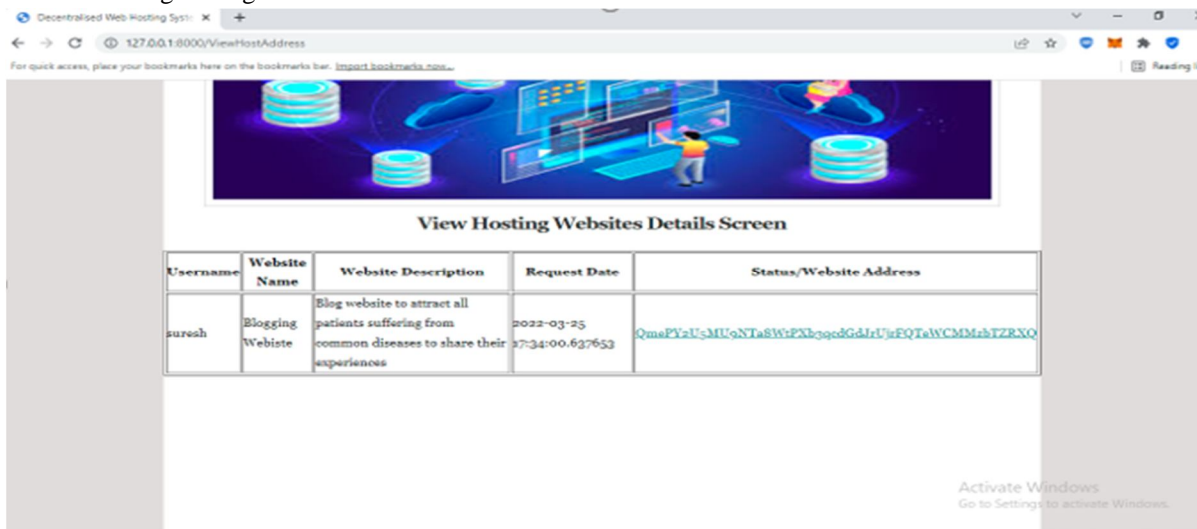 Decentralised Web Hosting Syst
127.0.0.1:8000/ViewHostAddress
For quick access, place your bookmarks here on the bookmarks bar. Import bookmarks now...
Reading
View Hosting Websites Details Screen
Username
Website
Name
Website Description
Request Date
Status/Website Address
suresh
Blogging
Webiste
Blog website to attract all
patients suffering from
common diseases to share their
experiences
2022-03-25
17:34:00.637653
Activate Windows
Go to Settings to activate Windows.